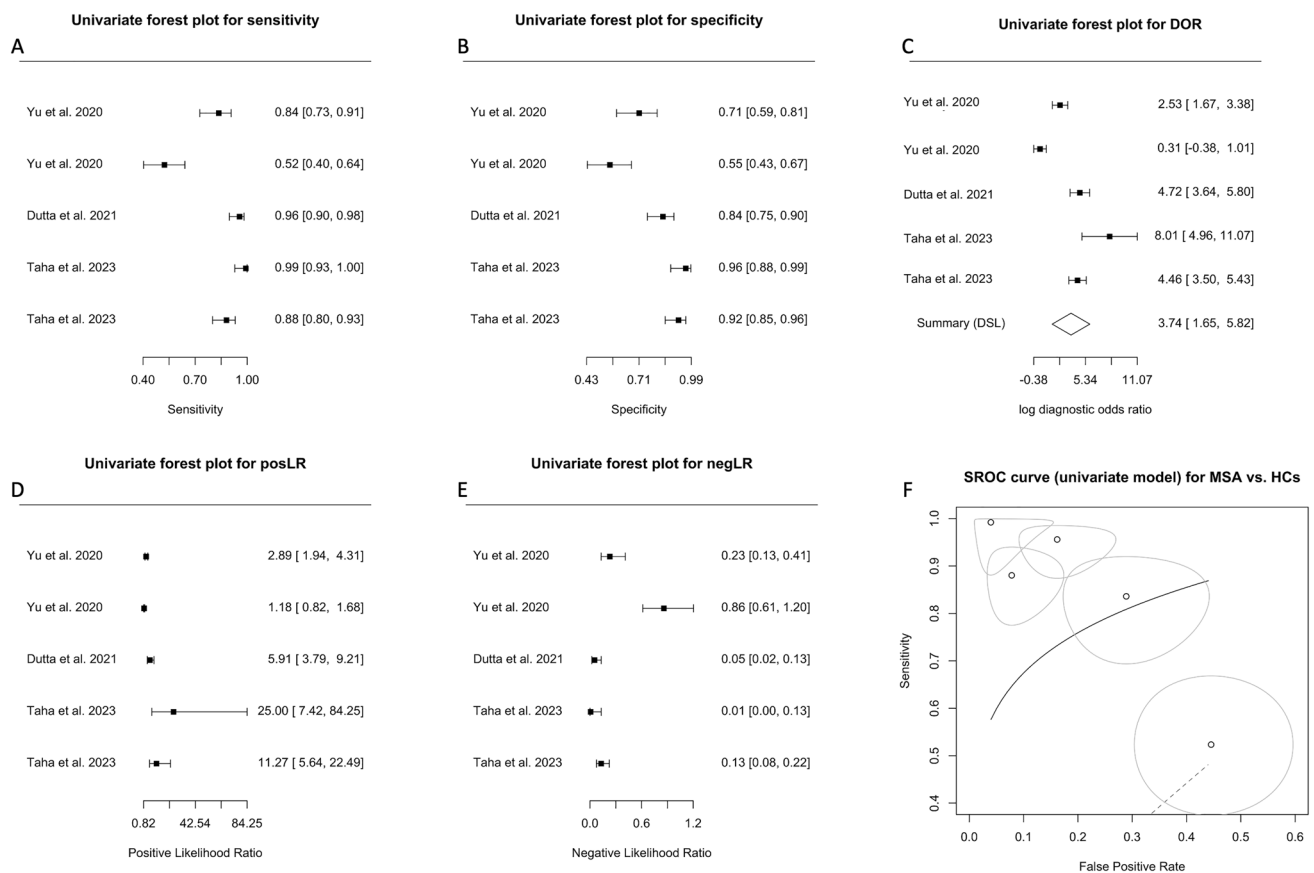 Univariate forest plot for sensitivity
A
Yu et al. 2020 0.84 [0.73, 0.91]
Yu et al. 2020 0.52 [0.40, 0.64]
Dutta et al. 2021 0.96 [0.90, 0.98]
Taha et al. 2023 0.99 [0.93, 1.00]
Taha et al. 2023 0.88 [0.80, 0.93]
0.40 0.70 1.00
Sensitivity
Univariate forest plot for specificity
B
Yu et al. 2020 0.71 [0.59, 0.81]
Yu et al. 2020 0.55 [0.43, 0.67]
Dutta et al. 2021 0.84 [0.75, 0.90]
Taha et al. 2023 0.96 [0.88, 0.99]
Taha et al. 2023 0.92 [0.85, 0.96]
0.43 0.71 0.99
Specificity
Univariate forest plot for DOR
C
Yu et al. 2020 2.53 [ 1.67, 3.38]
Yu et al. 2020 0.31 [-0.38, 1.01]
Dutta et al. 2021 4.72 [ 3.64, 5.80]
Taha et al. 2023 8.01 [ 4.96, 11.07]
Taha et al. 2023 4.46 [ 3.50, 5.43]
Summary (DSL) 3.74 [ 1.65, 5.82]
-0.38 5.34 11.07
log diagnostic odds ratio
Univariate forest plot for posLR
D
Yu et al. 2020 2.89 [ 1.94, 4.31]
Yu et al. 2020 1.18 [ 0.82, 1.68]
Dutta et al. 2021 5.91 [ 3.79, 9.21]
Taha et al. 2023 25.00 [ 7.42, 84.25]
Taha et al. 2023 11.27 [ 5.64, 22.49]
0.82 42.54 84.25
Positive Likelihood Ratio
Univariate forest plot for negLR
E
Yu et al. 2020 0.23 [0.13, 0.41]
Yu et al. 2020 0.86 [0.61, 1.20]
Dutta et al. 2021 0.05 [0.02, 0.13]
Taha et al. 2023 0.01 [0.00, 0.13]
Taha et al. 2023 0.13 [0.08, 0.22]
0.0 0.6 1.2
Negative Likelihood Ratio
SROC curve (univariate model) for MSA vs. HCs
F
Sensitivity
1.0
0.9
0.8
0.7
0.6
0.5
0.4
0.0 0.1 0.2 0.3 0.4 0.5 0.6
False Positive Rate